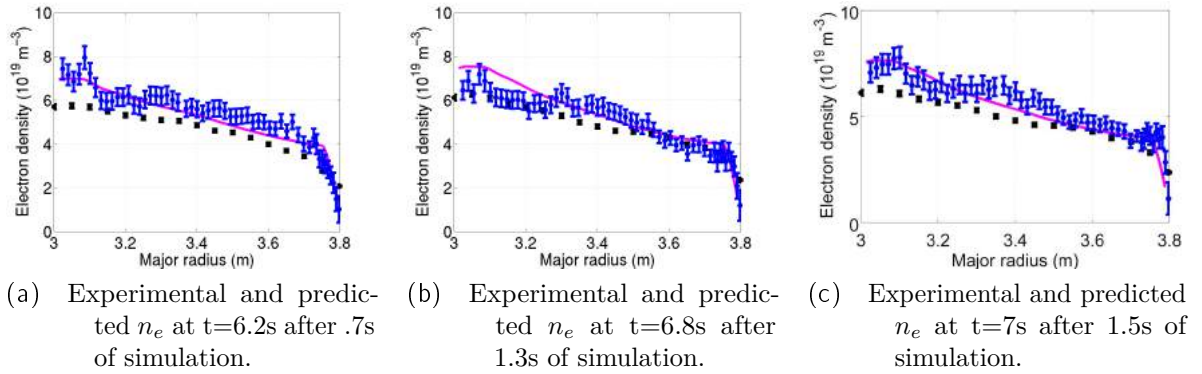 10
8
6
4
2
0
Electron density (10^19 m^-3)
3 3.2 3.4 3.6 3.8
Major radius (m)
(a) Experimental and predic-
ted n_e at t=6.2s after .7s
of simulation.
10
8
6
4
2
0
Electron density (10^19 m^-3)
3 3.2 3.4 3.6 3.8
Major radius (m)
(b) Experimental and predic-
ted n_e at t=6.8s after
1.3s of simulation.
10
5
0
Electron density (10^19 m^-3)
3 3.2 3.4 3.6 3.8
Major radius (m)
(c) Experimental and predicted
n_e at t=7s after 1.5s of
simulation.